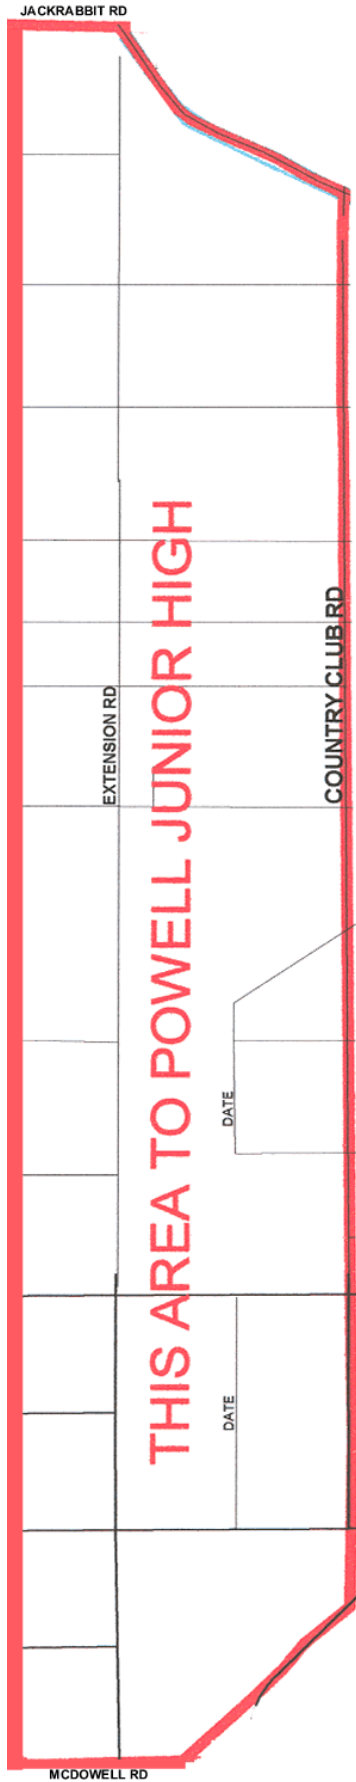 JACKRABBIT RD
COUNTRY CLUB RD
EXTENSION RD
THIS AREA TO POWELL JUNIOR HIGH
DATE
DATE
MCDOWELL RD